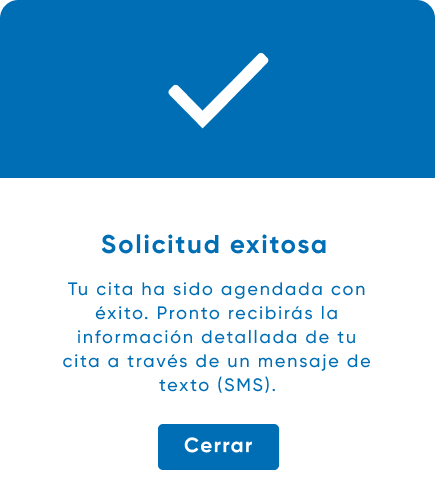 Solicitud exitosa
Tu cita ha sido agendada con
éxito. Pronto recibirás la
información detallada de tu
cita a través de un mensaje de
texto (SMS).
Cerrar